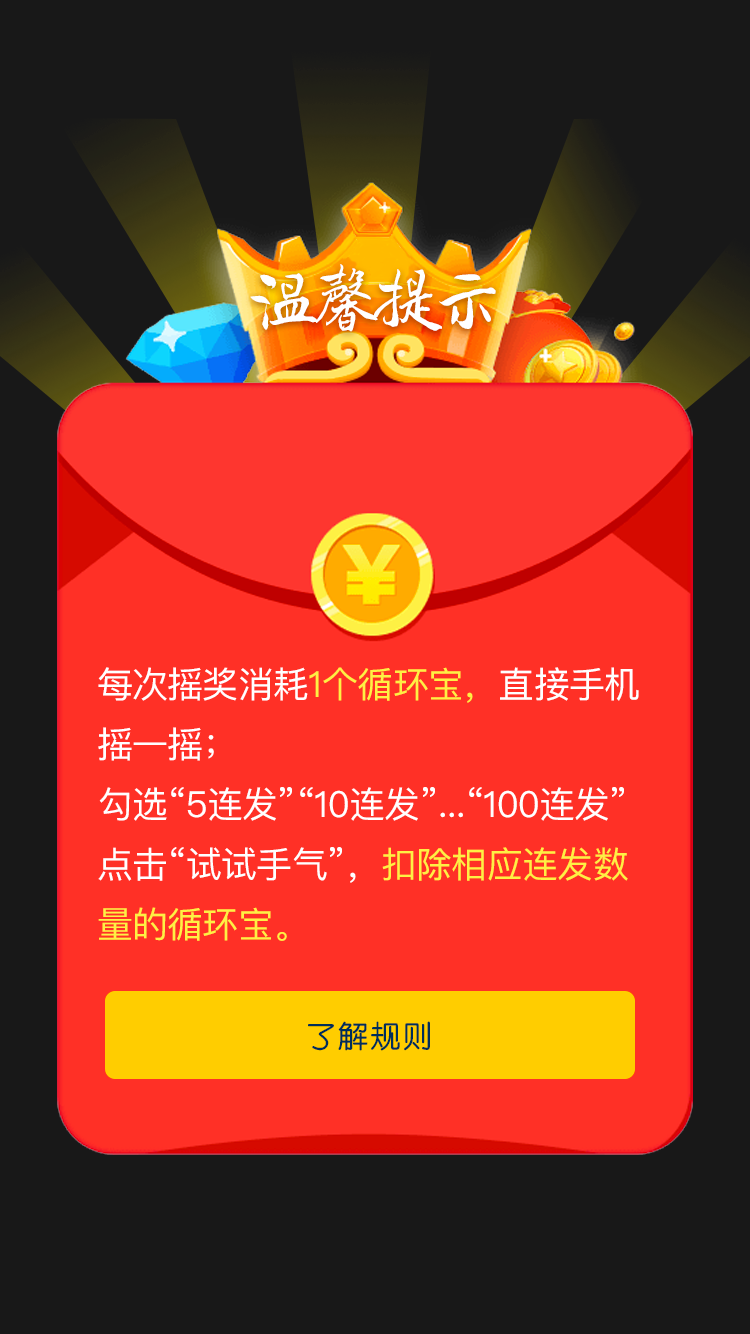 温馨提示
¥
每次摇奖消耗1个循环宝，直接手机
摇一摇；
勾选“5连发”“10连发”...“100连发”
点击“试试手气”，扣除相应连发数
量的循环宝。
了解规则